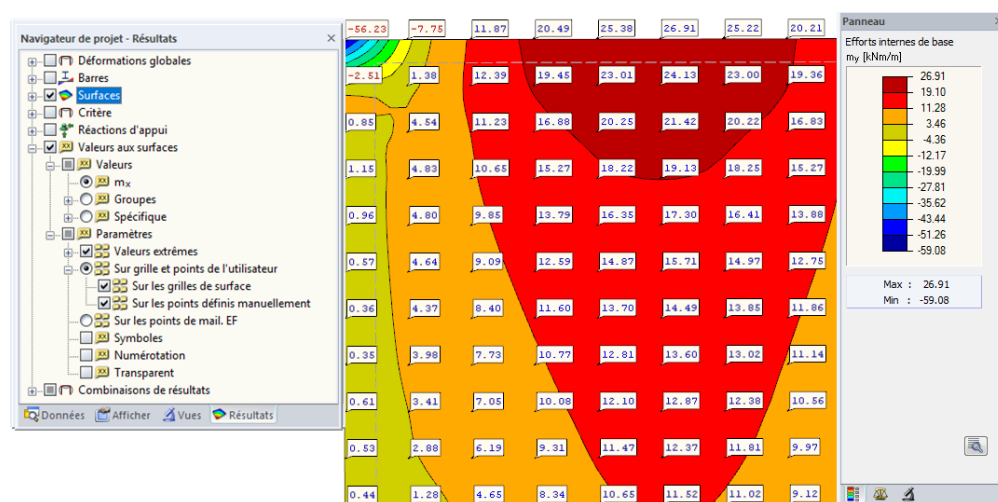 Navigateur de projet - Résultats
Déformations globales
Barres
Surfaces
Critère
Réactions d'appui
Valeurs aux surfaces
Valeurs
mx
Groupes
Spécifique
Paramètres
Valeurs extrêmes
Sur grille et points de l'utilisateur
Sur les grilles de surface
Sur les points définis manuellement
Sur les points de mail. EF
Symboles
Numérotation
Transparent
Combinaisons de résultats
Données Afficher Vues Résultats
-56.23 -7.75 11.87 20.49 25.38 26.91 25.22 20.21
-2.51 1.38 12.39 19.45 23.01 24.13 23.00 19.36
0.85 4.54 11.23 16.88 20.25 21.42 20.22 16.83
1.15 4.83 10.65 15.27 18.22 19.13 18.25 15.27
0.96 4.80 9.85 13.79 16.35 17.30 16.41 13.88
0.57 4.64 9.09 12.59 14.87 15.71 14.97 12.75
0.36 4.37 8.40 11.60 13.70 14.49 13.85 11.86
0.35 3.98 7.73 10.77 12.81 13.60 13.02 11.14
0.61 3.41 7.05 10.08 12.10 12.87 12.38 10.56
0.53 2.88 6.19 9.31 11.47 12.37 11.81 9.97
0.44 1.28 4.65 8.34 10.65 11.52 11.02 9.12
Panneau
Efforts internes de base
my [kNm/m]
26.91
19.10
11.28
3.46
-4.36
-12.17
-19.99
-27.81
-35.62
-43.44
-51.26
-59.08
Max : 26.91
Min : -59.08